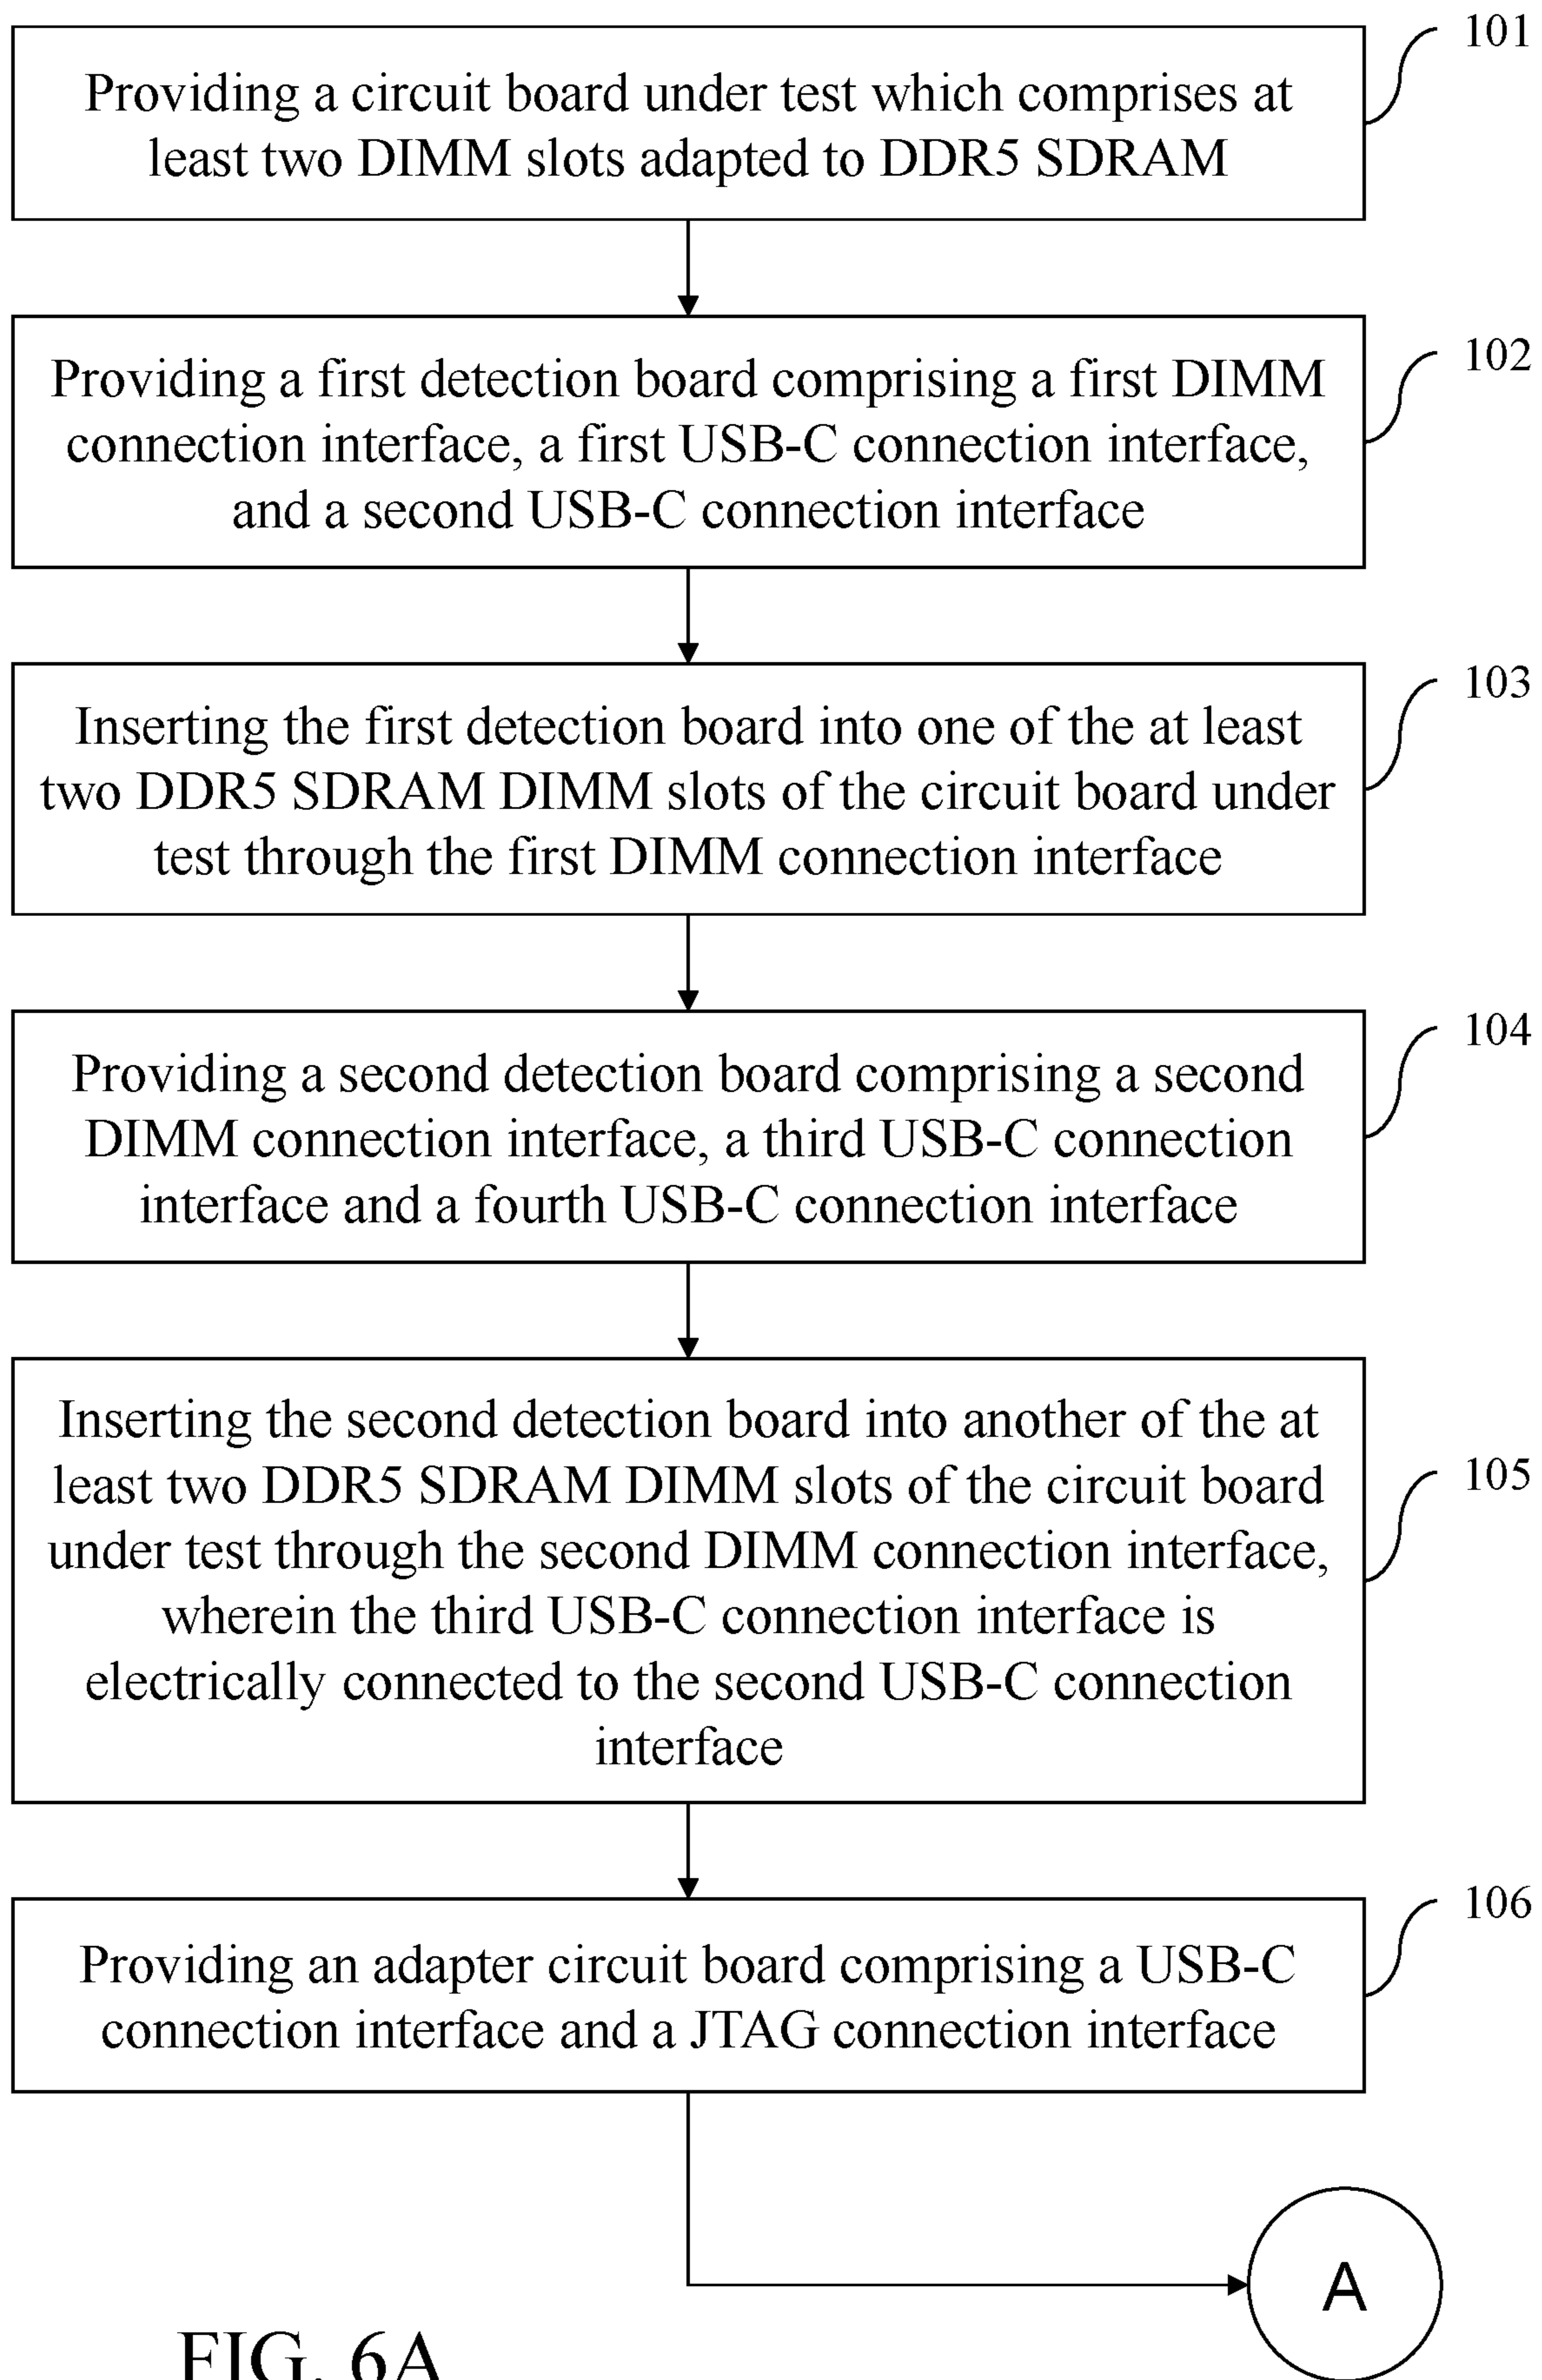 101
Providing a circuit board under test which comprises at
least two DIMM slots adapted to DDR5 SDRAM
102
Providing a first detection board comprising a first DIMM
connection interface, a first USB-C connection interface,
and a second USB-C connection interface
103
Inserting the first detection board into one of the at least
two DDR5 SDRAM DIMM slots of the circuit board under
test through the first DIMM connection interface
104
Providing a second detection board comprising a second
DIMM connection interface, a third USB-C connection
interface and a fourth USB-C connection interface
105
Inserting the second detection board into another of the at
least two DDR5 SDRAM DIMM slots of the circuit board
under test through the second DIMM connection interface,
wherein the third USB-C connection interface is
electrically connected to the second USB-C connection
interface
106
Providing an adapter circuit board comprising a USB-C
connection interface and a JTAG connection interface
A
FIG. 6A